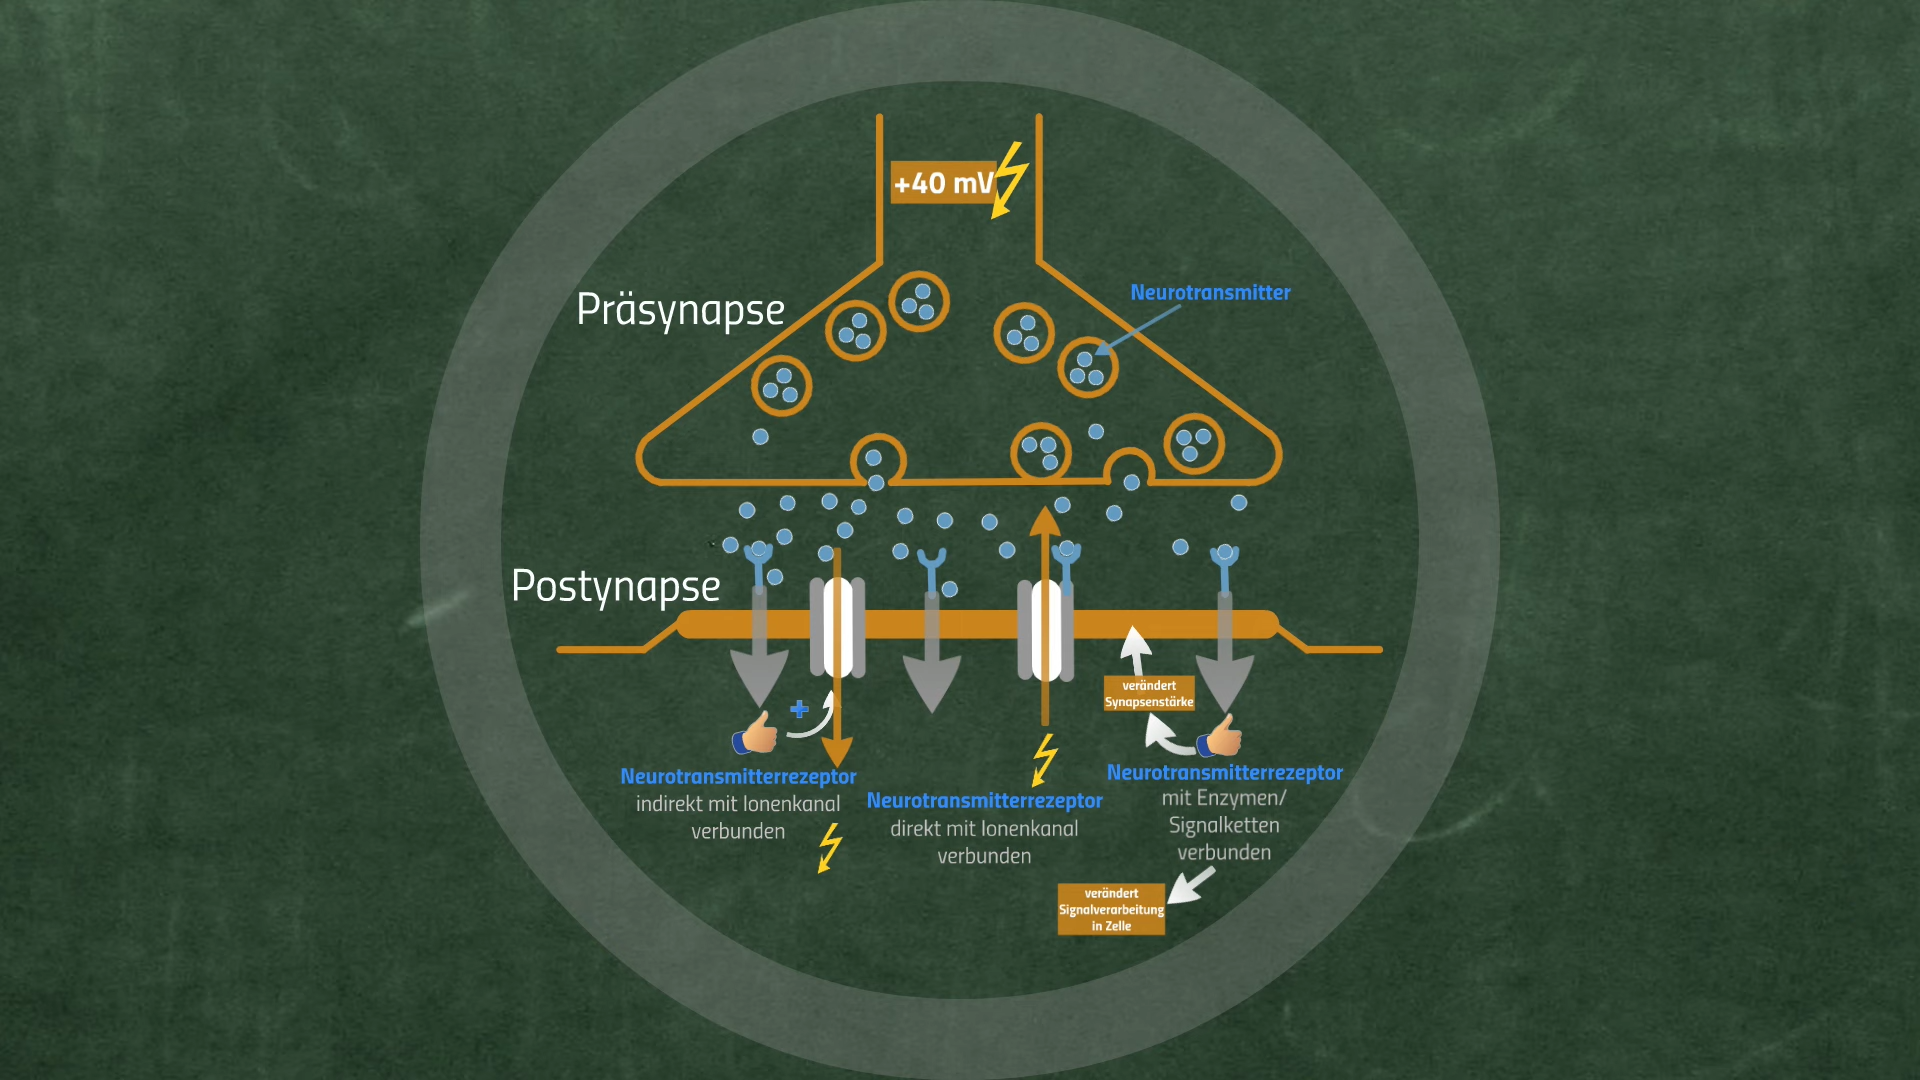 +40 mV
Neurotransmitter
Präsynapse
Postynapse
verändert
Synapsenstärke
Neurotransmitterrezeptor
indirekt mit Ionenkanal
verbunden
Neurotransmitterrezeptor
direkt mit Ionenkanal
verbunden
Neurotransmitterrezeptor
mit Enzymen/
Signalketten
verbunden
verändert
Signalverarbeitung
in Zelle